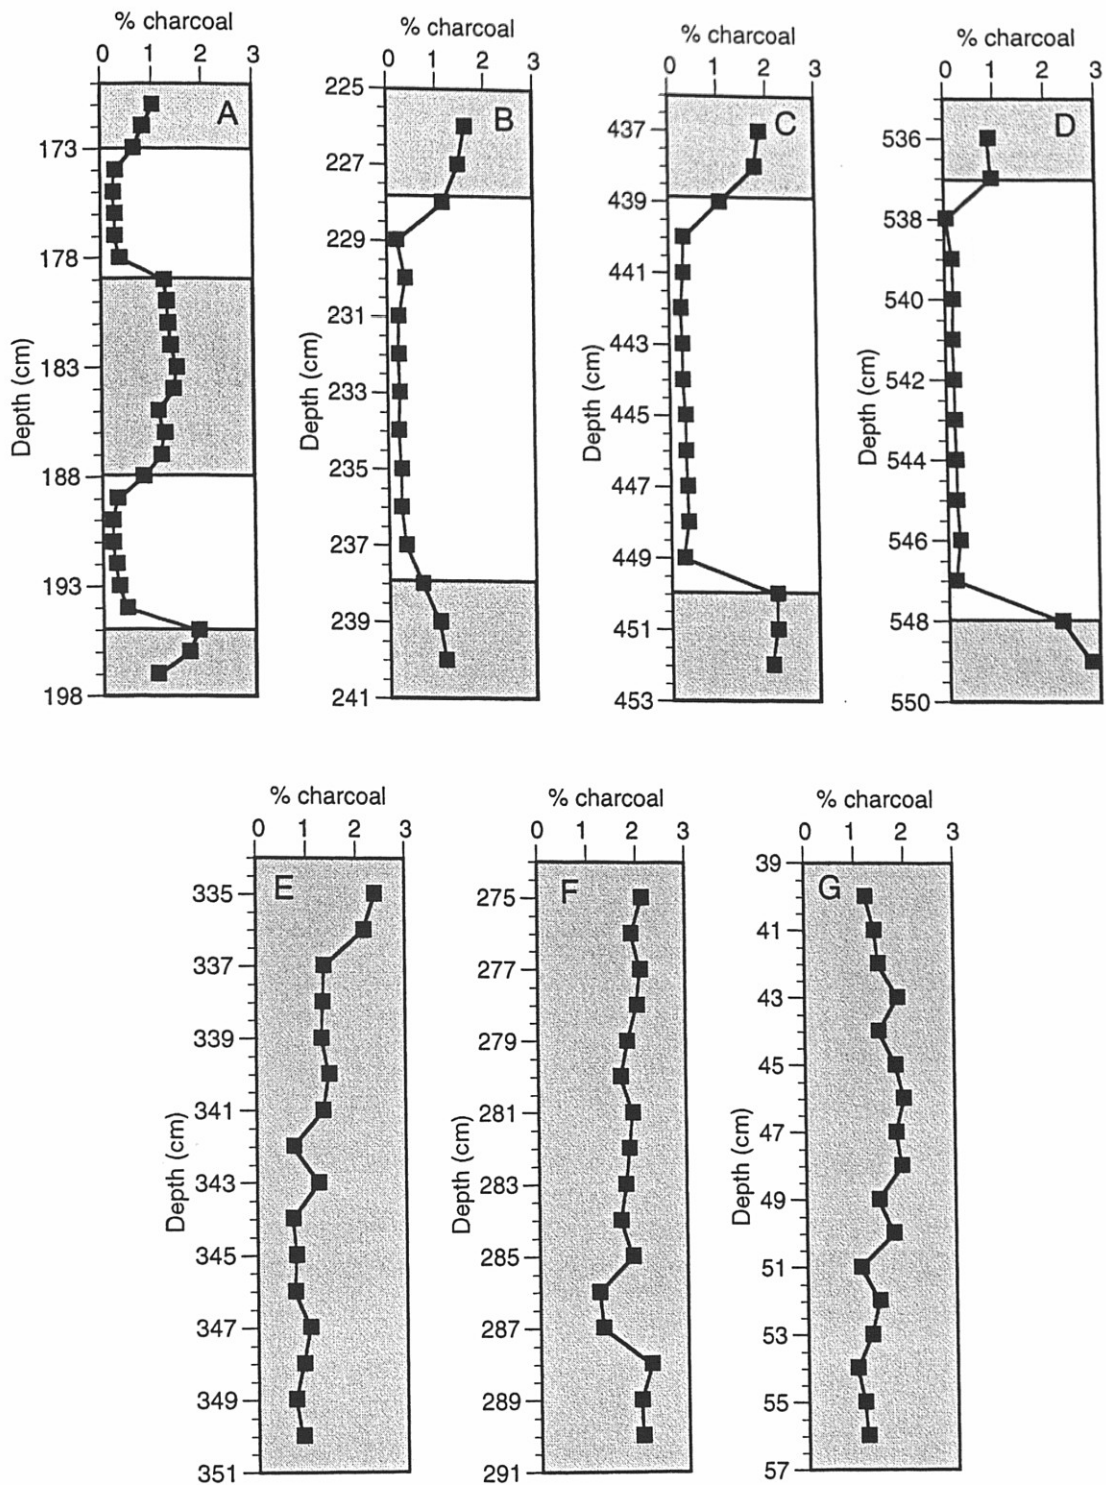 % charcoal
0 1 2 3
A
173
178
183
188
193
198
Depth (cm)
% charcoal
0 1 2 3
B
225
227
229
231
233
235
237
239
241
Depth (cm)
% charcoal
0 1 2 3
C
437
439
441
443
445
447
449
451
453
Depth (cm)
% charcoal
0 1 2 3
D
536
538
540
542
544
546
548
550
Depth (cm)
% charcoal
0 1 2 3
E
335
337
339
341
343
345
347
349
351
Depth (cm)
% charcoal
0 1 2 3
F
275
277
279
281
283
285
287
289
291
Depth (cm)
% charcoal
0 1 2 3
G
39
41
43
45
47
49
51
53
55
57
Depth (cm)